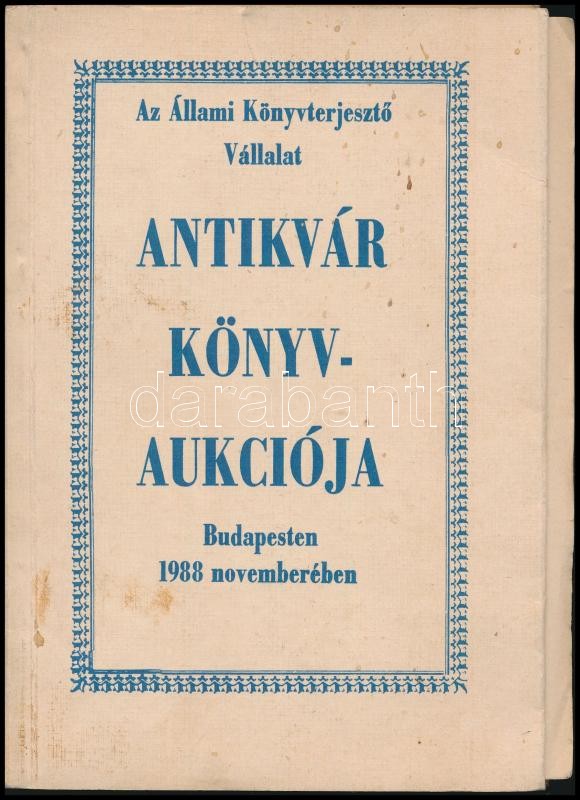 Az Állami Könyvterjesztő
Vállalat
ANTIKVÁR
KÖNYV-
darabanth
AUKCIÓJA
Budapesten
1988 novemberében